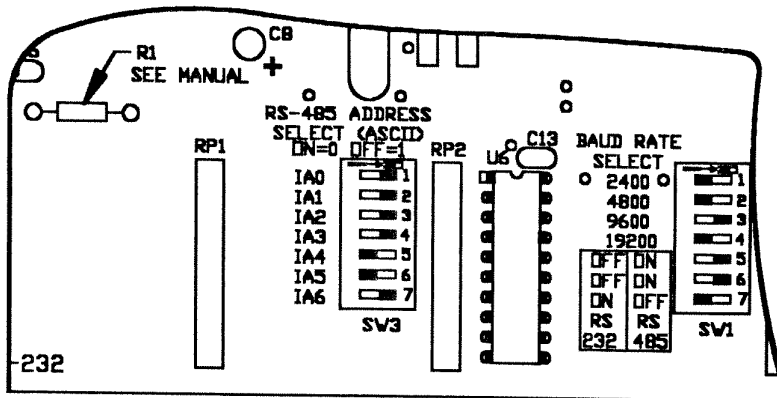 R1
SEE MANUAL
C8
+
RS-485 ADDRESS
SELECT (ASCII)
ON=0 OFF=1
RP1
IA0 1
IA1 2
IA2 3
IA3 4
IA4 5
IA5 6
IA6 7
SW3
RP2
U6
C13
BAUD RATE
SELECT
2400 1
4800 2
9600 3
19200 4
OFF ON 5
OFF ON 6
ON OFF 7
RS RS
232 485
SW1
232